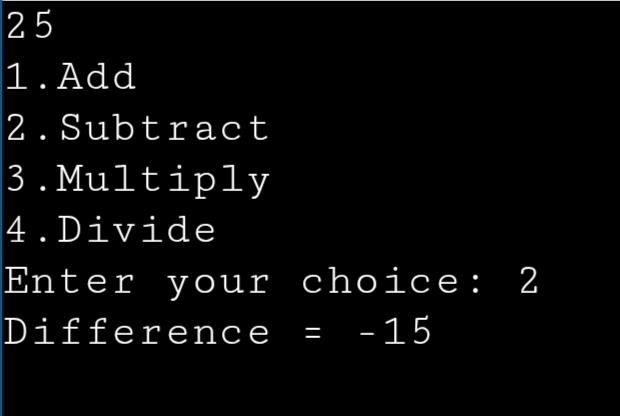 25
1.Add
2.Subtract
3.Multiply
4.Divide
Enter your choice: 2
Difference = -15